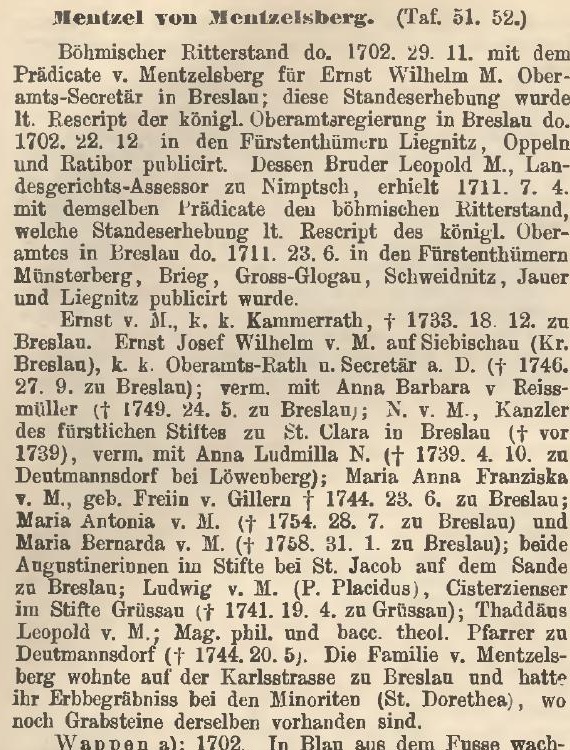 Mentzel von Mentzelsberg. (Taf. 51. 52.)
Böhmischer Ritterstand do. 1702. 29. 11. mit dem
Prädicate v. Mentzelsberg für Ernst Wilhelm M. Ober-
amts-Secretär in Breslau; diese Standeserhebung wurde
lt. Rescript der königl. Oberamtsregierung in Breslau do.
1702. 22. 12 in den Fürstenthümern Liegnitz, Oppeln
und Ratibor publicirt. Dessen Bruder Leopold M., Lan-
desgerichts-Assessor zu Nimptsch, erhielt 1711. 7. 4.
mit demselben Prädicate den böhmischen Ritterstand,
welche Standeserhebung lt. Rescript des königl. Ober-
amtes in Breslau do. 1711. 23. 6. in den Fürstenthümern
Münsterberg, Brieg, Gross-Glogau, Schweidnitz, Jauer
und Liegnitz publicirt wurde.
Ernst v. M., k. k. Kammerrath, † 1733. 18. 12. zu
Breslau. Ernst Josef Wilhelm v. M. auf Siebischau (Kr.
Breslau), k. k. Oberamts-Rath u. Secretär a. D. († 1746.
27. 9. zu Breslau); verm. mit Anna Barbara v Reiss-
müller († 1749. 24. 5. zu Breslau); N. v. M., Kanzler
des fürstlichen Stiftes zu St. Clara in Breslau († vor
1739), verm. mit Anna Ludmilla N. († 1739. 4. 10. zu
Deutmannsdorf bei Löwenberg); Maria Anna Franziska
v. M., geb. Freiin v. Gillern † 1744. 23. 6. zu Breslau;
Maria Antonia v. M. († 1754. 28. 7. zu Breslau) und
Maria Bernarda v. M. († 1758. 31. 1. zu Breslau); beide
Augustinerinnen im Stifte bei St. Jacob auf dem Sande
zu Breslau; Ludwig v. M. (P. Placidus), Cisterzienser
im Stifte Grüssau († 1741. 19. 4. zu Grüssau); Thaddäus
Leopold v. M.; Mag. phil. und bacc. theol. Pfarrer zu
Deutmannsdorf († 1744. 20. 5). Die Familie v. Mentzels-
berg wohnte auf der Karlsstrasse zu Breslau und hatte
ihr Erbbegräbniss bei den Minoriten (St. Dorothea), wo
noch Grabsteine derselben vorhanden sind.
Wappen a): 1702. In Blau aus dem Fusse wach-